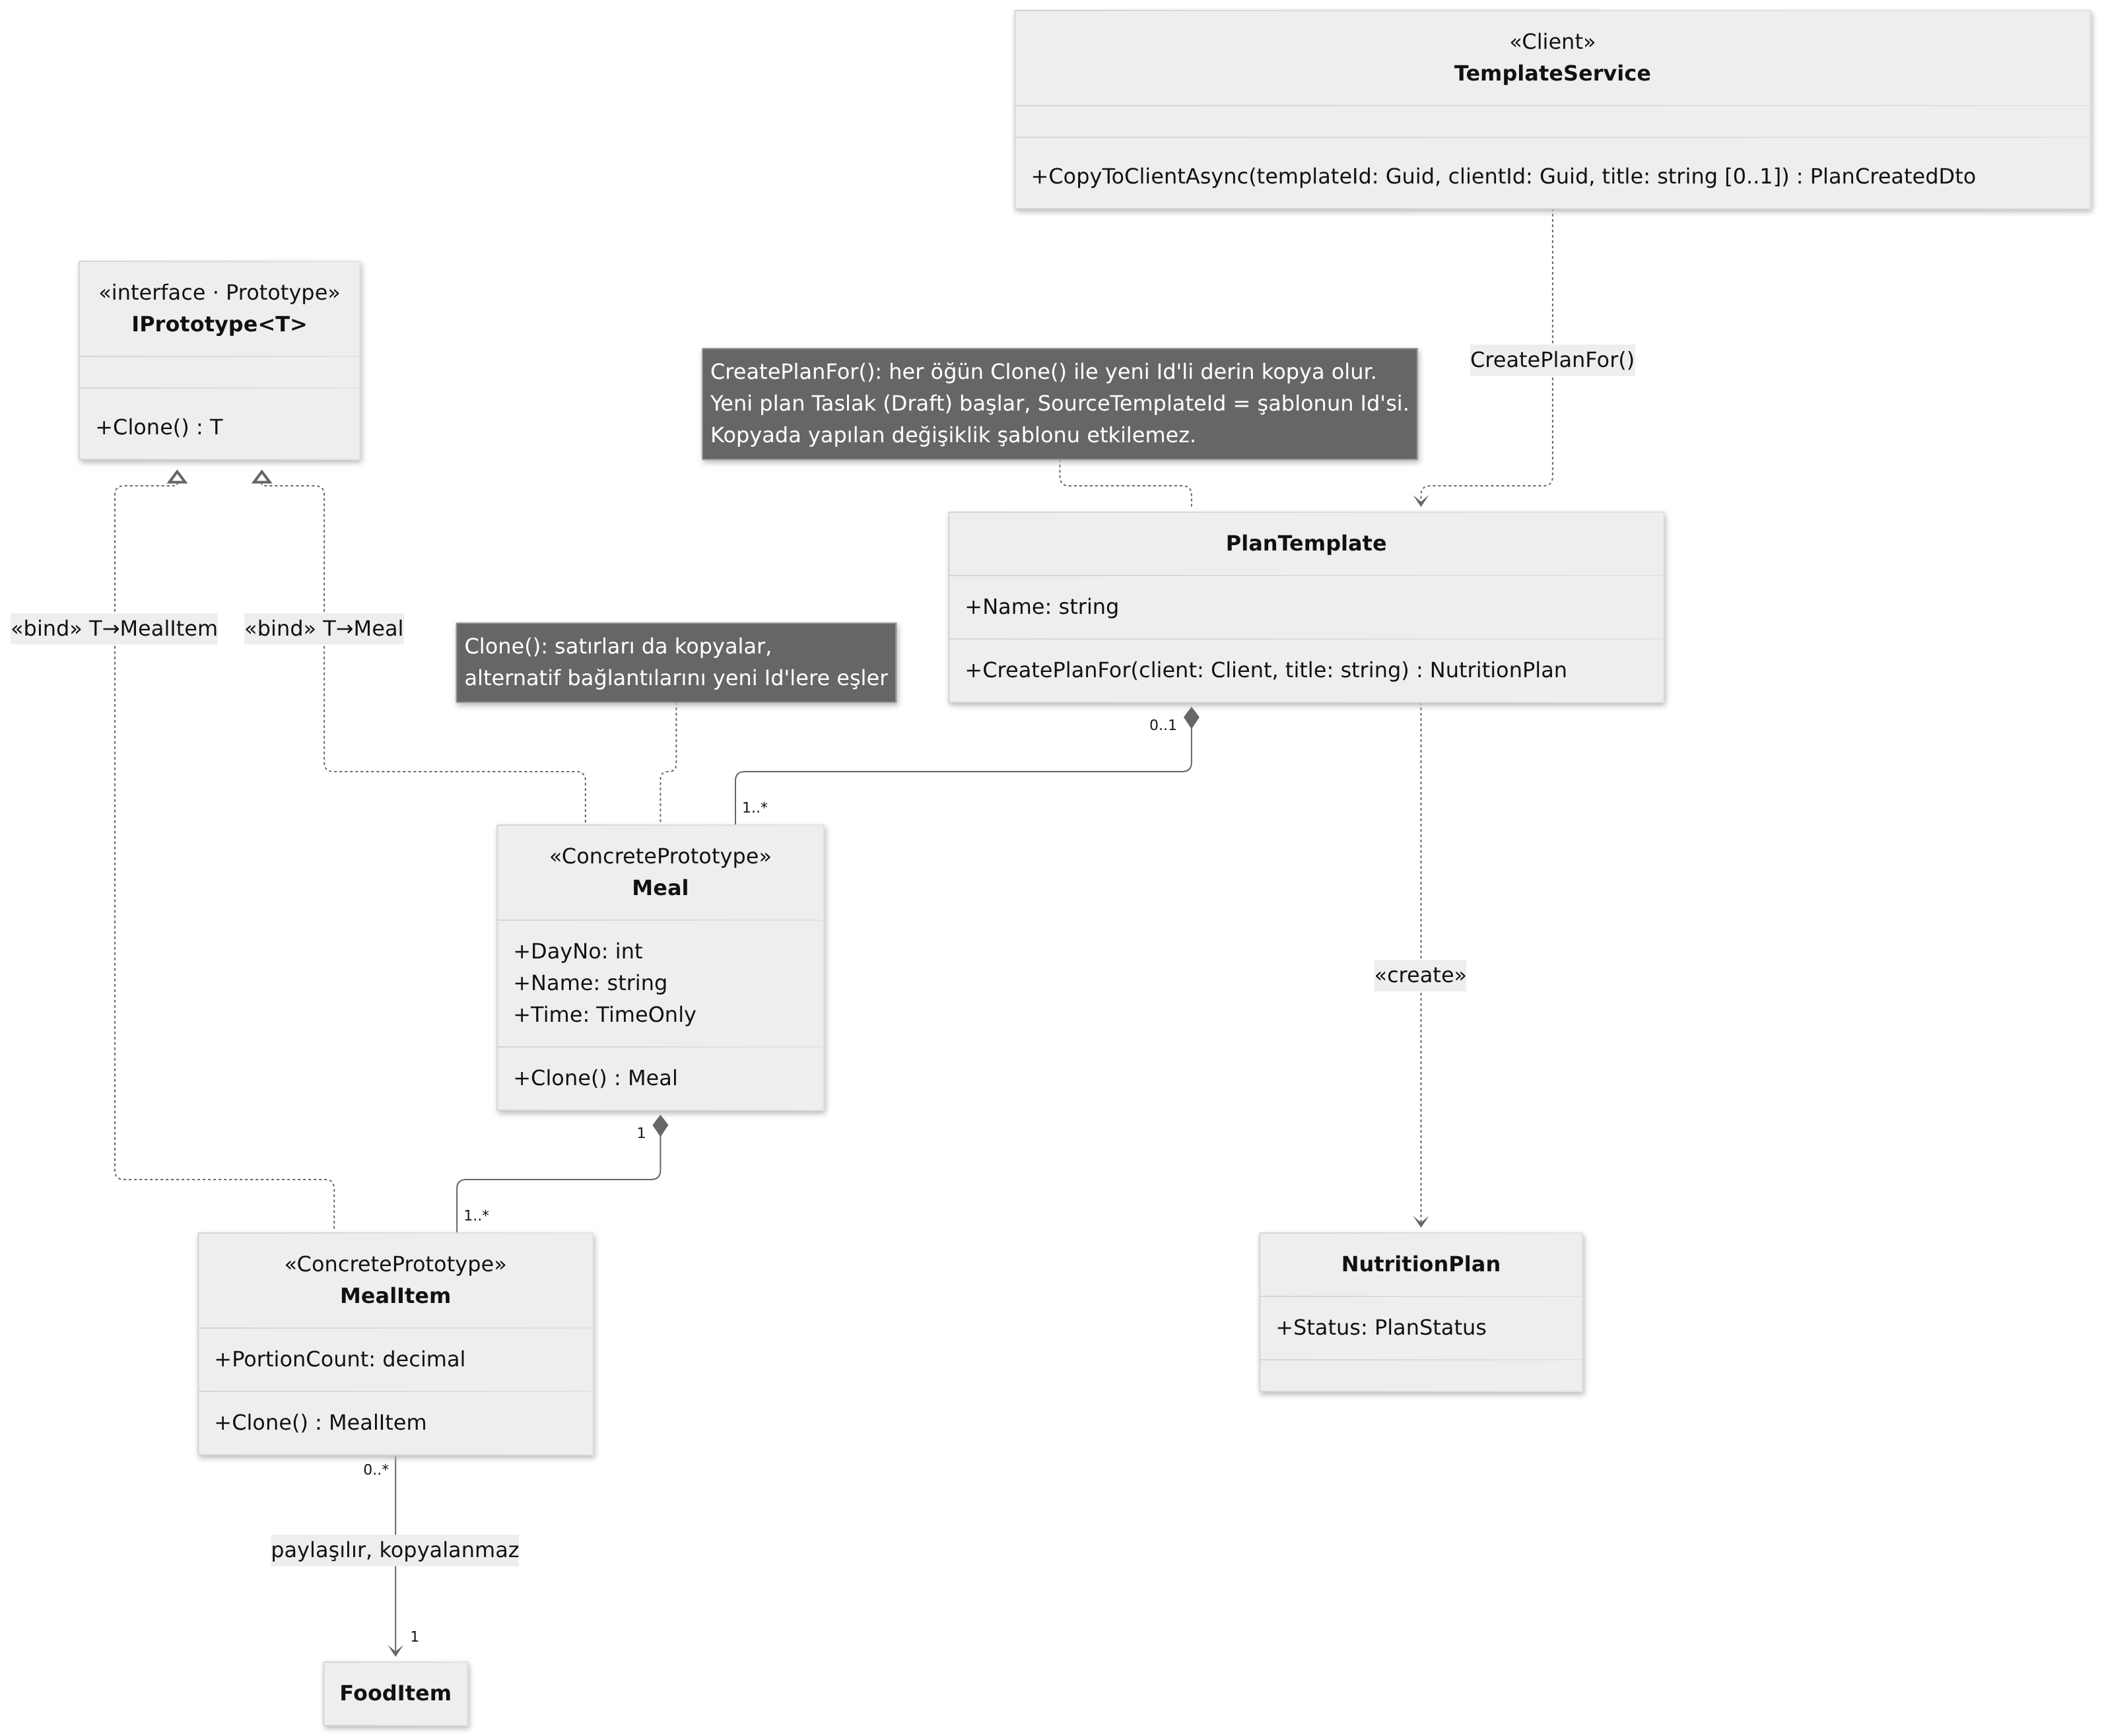 «Client»
TemplateService
+CopyToClientAsync(templateId: Guid, clientId: Guid, title: string [0..1]) : PlanCreatedDto
«interface · Prototype»
IPrototype<T>
+Clone() : T
CreatePlanFor()
CreatePlanFor(): her öğün Clone() ile yeni Id'li derin kopya olur.
Yeni plan Taslak (Draft) başlar, SourceTemplateId = şablonun Id'si.
Kopyada yapılan değişiklik şablonu etkilemez.
PlanTemplate
+Name: string
+CreatePlanFor(client: Client, title: string) : NutritionPlan
«bind» T→MealItem
«bind» T→Meal
Clone(): satırları da kopyalar,
alternatif bağlantılarını yeni Id'lere eşler
0..1
1..*
«ConcretePrototype»
Meal
+DayNo: int
+Name: string
+Time: TimeOnly
+Clone() : Meal
«create»
1
1..*
«ConcretePrototype»
MealItem
+PortionCount: decimal
+Clone() : MealItem
NutritionPlan
+Status: PlanStatus
0..*
paylaşılır, kopyalanmaz
1
FoodItem